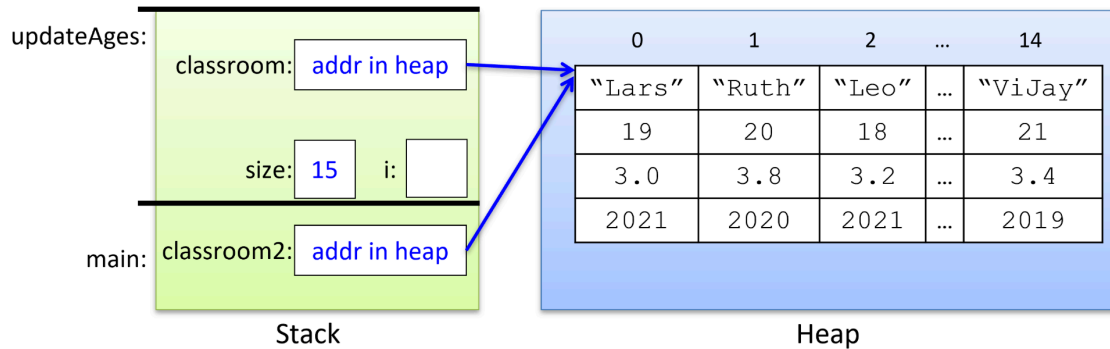 updateAges:
classroom: addr in heap
size: 15 i:
main:
classroom2: addr in heap
Stack
0 1 2 … 14
“Lars” “Ruth” “Leo” … “ViJay”
19 20 18 … 21
3.0 3.8 3.2 … 3.4
2021 2020 2021 … 2019
Heap